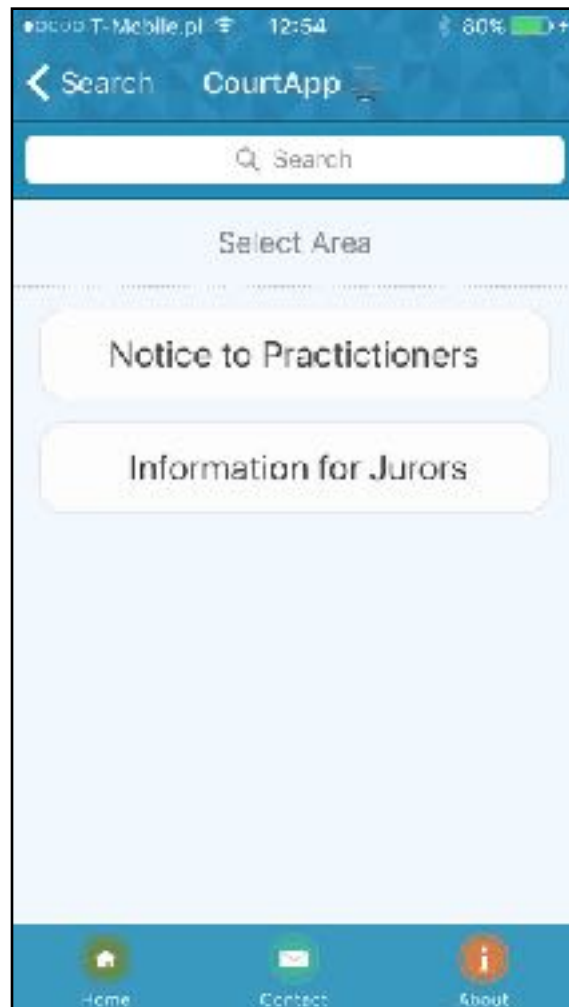 T-Mobile.pl 12:54 80%
Search CourtApp
Search
Select Area
Notice to Practictioners
Information for Jurors
Home Contact About